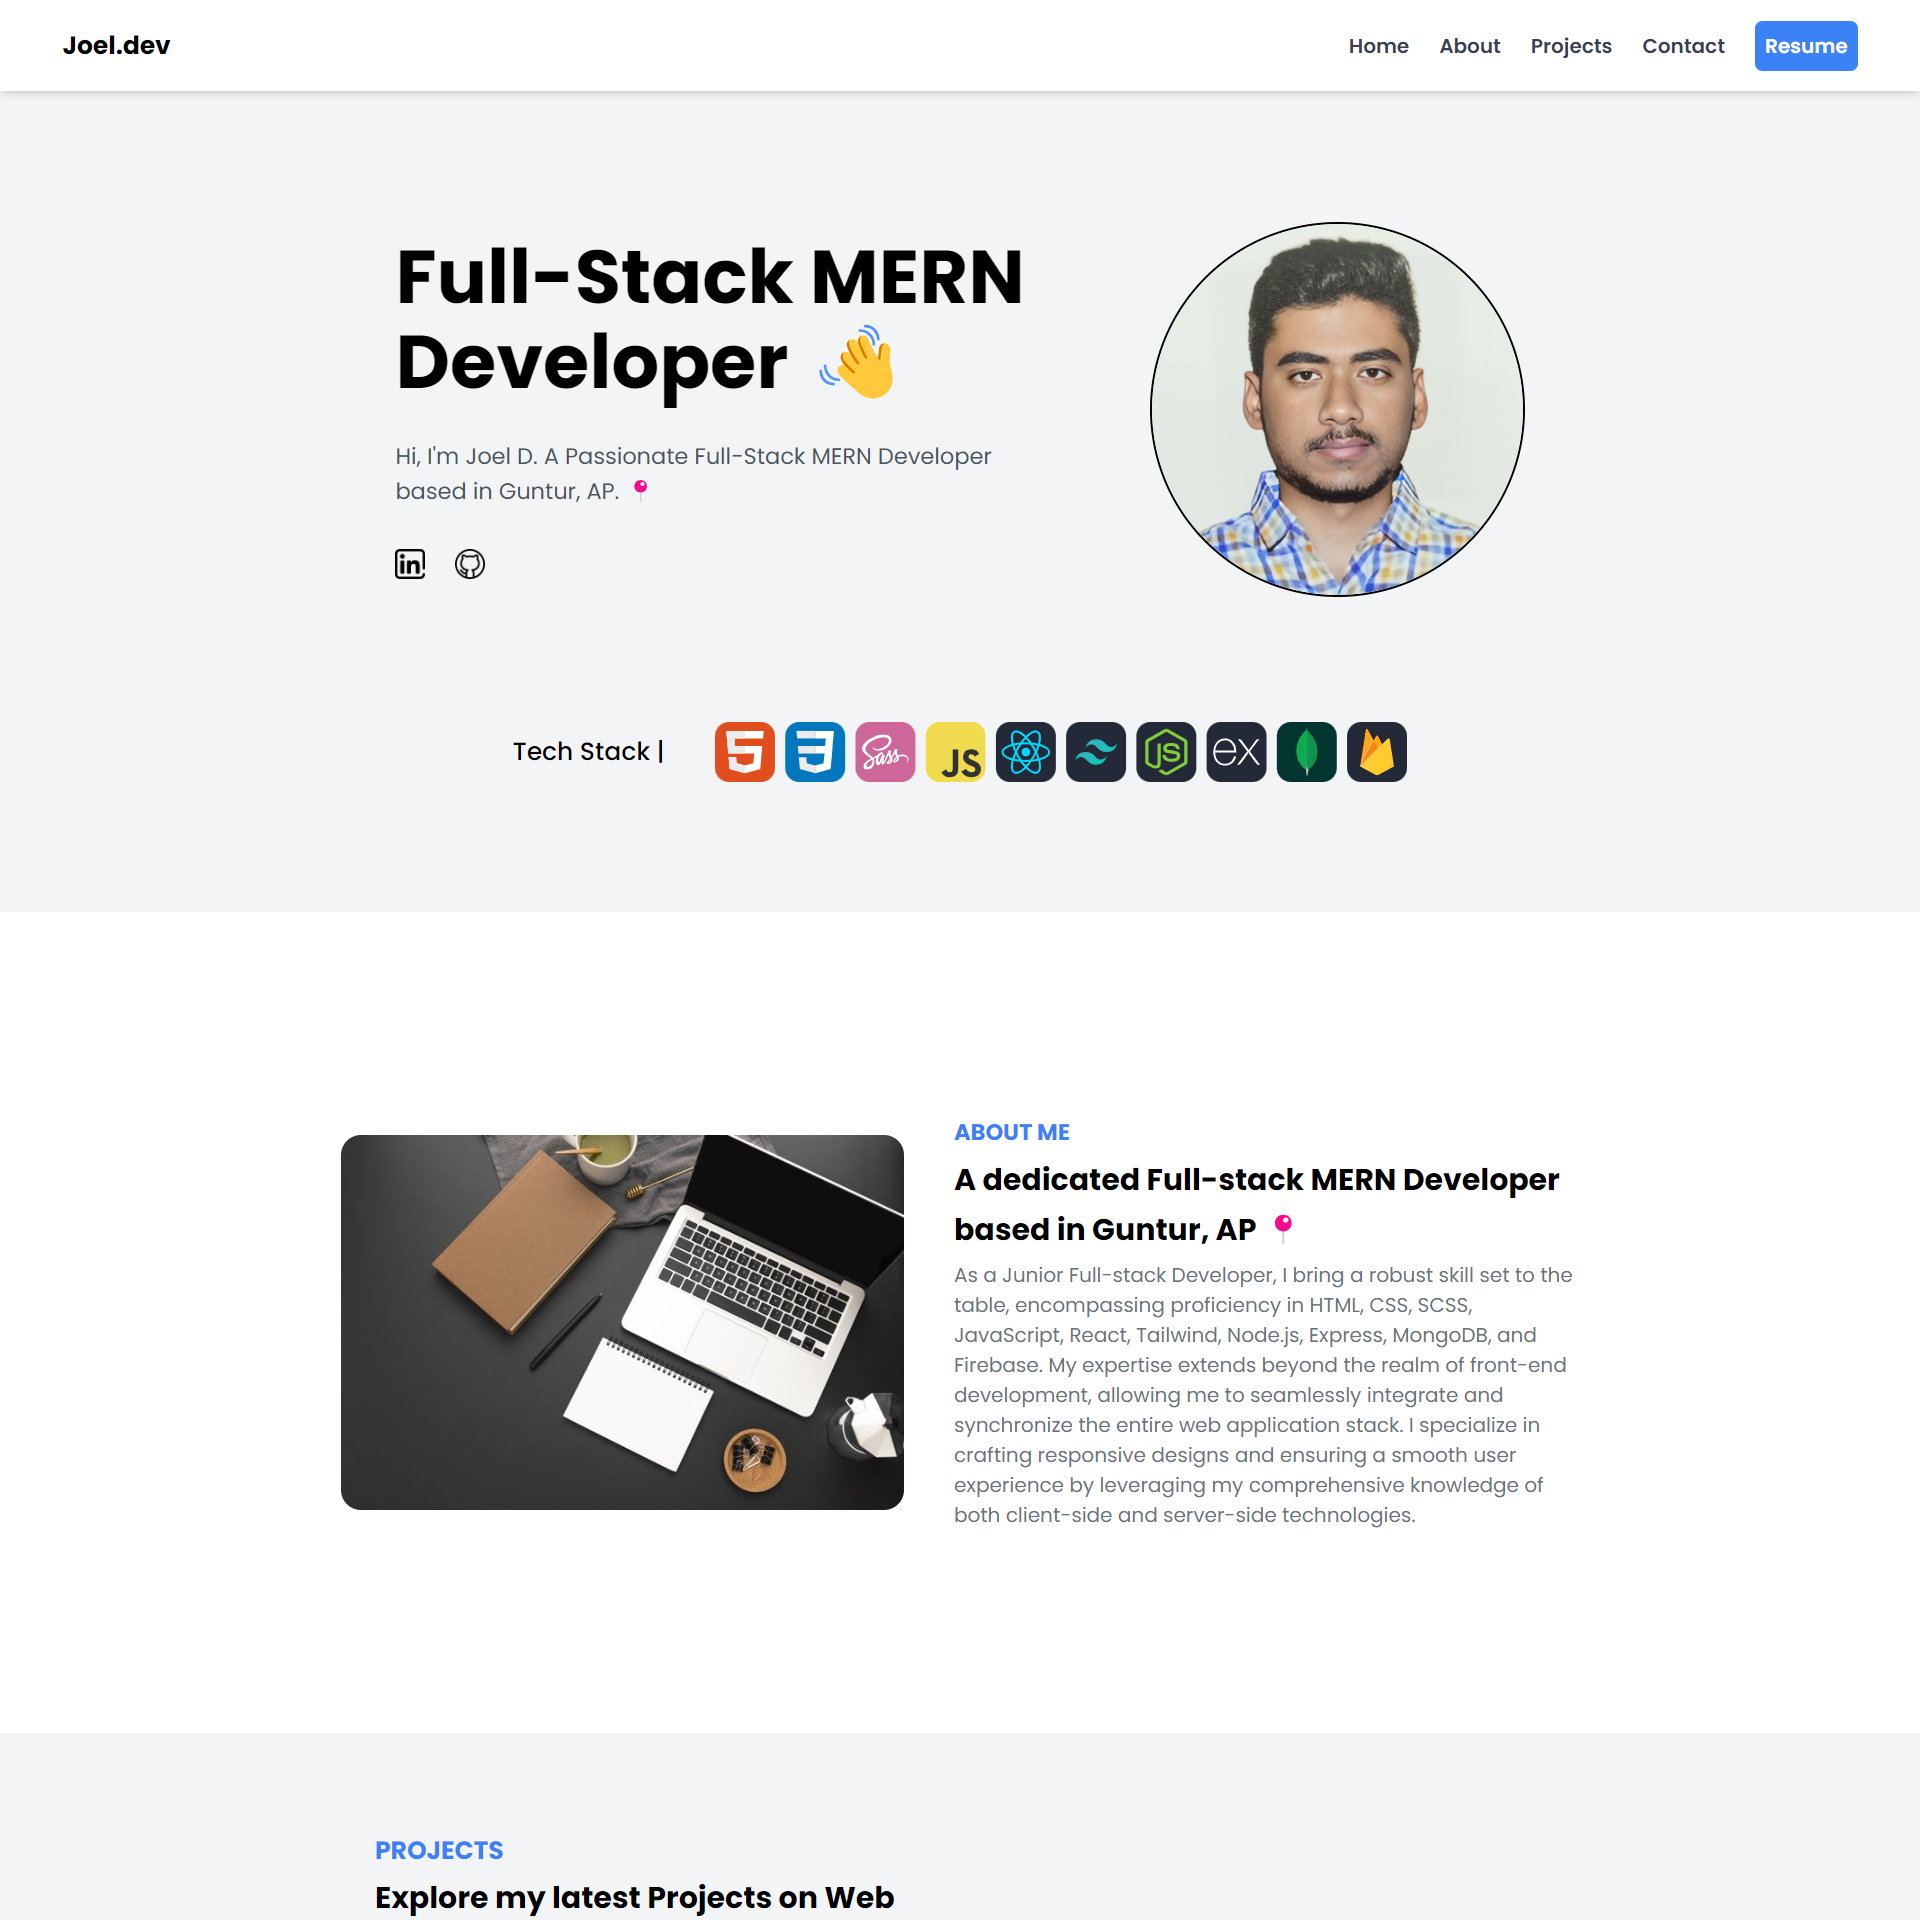 Joel.dev
Home About Projects Contact Resume
Full-Stack MERN
Developer
Hi, I'm Joel D. A Passionate Full-Stack MERN Developer
based in Guntur, AP.
in
Tech Stack |
5 3 Sass JS JS ex
ABOUT ME
A dedicated Full-stack MERN Developer
based in Guntur, AP
As a Junior Full-stack Developer, I bring a robust skill set to the
table, encompassing proficiency in HTML, CSS, SCSS,
JavaScript, React, Tailwind, Node.js, Express, MongoDB, and
Firebase. My expertise extends beyond the realm of front-end
development, allowing me to seamlessly integrate and
synchronize the entire web application stack. I specialize in
crafting responsive designs and ensuring a smooth user
experience by leveraging my comprehensive knowledge of
both client-side and server-side technologies.
PROJECTS
Explore my latest Projects on Web